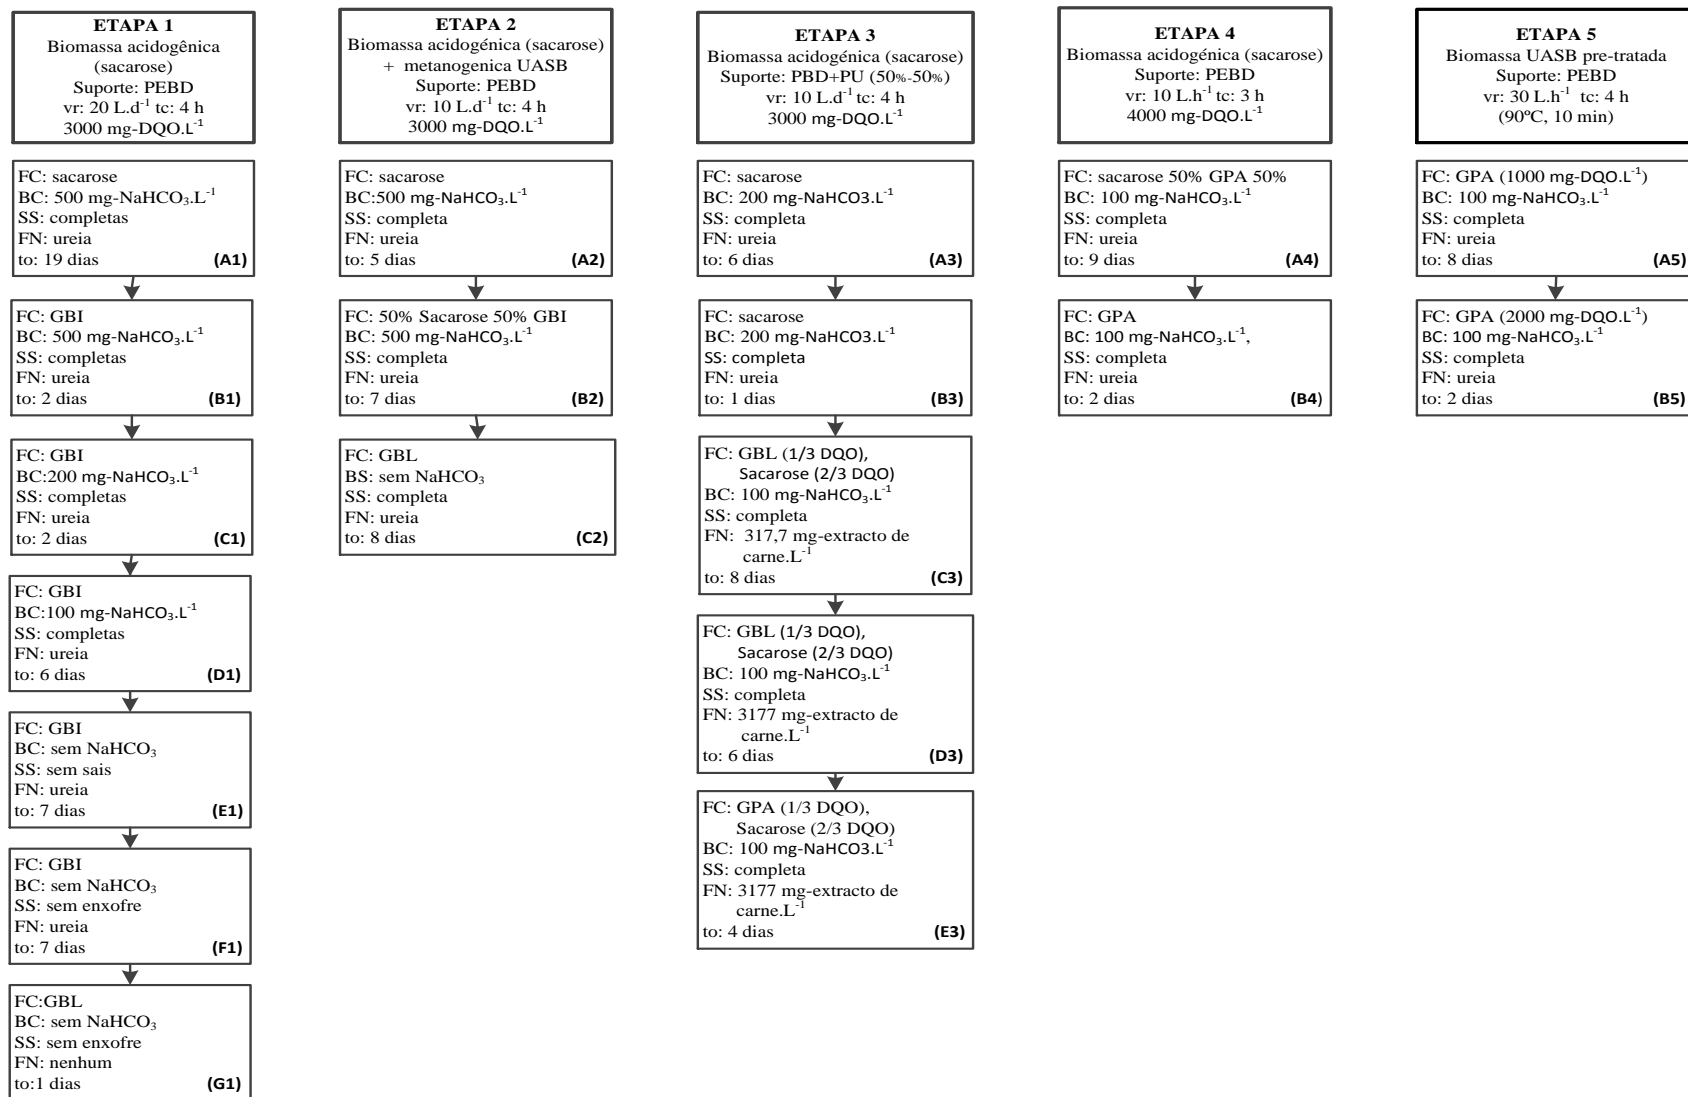 ETAPA 1
Biomassa acidogênica
(sacarose)
Suporte: PEBD
vr: 20 L.d⁻¹ tc: 4 h
3000 mg-DQO.L⁻¹
FC: sacarose
BC: 500 mg-NaHCO₃.L⁻¹
SS: completas
FN: ureia
to: 19 dias (A1)
FC: GBI
BC: 500 mg-NaHCO₃.L⁻¹
SS: completas
FN: ureia
to: 2 dias (B1)
FC: GBI
BC:200 mg-NaHCO₃.L⁻¹
SS: completas
FN: ureia
to: 2 dias (C1)
FC: GBI
BC:100 mg-NaHCO₃.L⁻¹
SS: completas
FN: ureia
to: 6 dias (D1)
FC: GBI
BC: sem NaHCO₃
SS: sem sais
FN: ureia
to: 7 dias (E1)
FC: GBI
BC: sem NaHCO₃
SS: sem enxofre
FN: ureia
to: 7 dias (F1)
FC:GBL
BC: sem NaHCO₃
SS: sem enxofre
FN: nenhum
to:1 dias (G1)
ETAPA 2
Biomassa acidogénica (sacarose)
+ metanogenica UASB
Suporte: PEBD
vr: 10 L.d⁻¹ tc: 4 h
3000 mg-DQO.L⁻¹
FC: sacarose
BC:500 mg-NaHCO₃.L⁻¹
SS: completa
FN: ureia
to: 5 dias (A2)
FC: 50% Sacarose 50% GBI
BC: 500 mg-NaHCO₃.L⁻¹
SS: completa
FN: ureia
to: 7 dias (B2)
FC: GBL
BS: sem NaHCO₃
SS: completa
FN: ureia
to: 8 dias (C2)
ETAPA 3
Biomassa acidogénica (sacarose)
Suporte: PBD+PU (50%-50%)
vr: 10 L.d⁻¹ tc: 4 h
3000 mg-DQO.L⁻¹
FC: sacarose
BC: 200 mg-NaHCO3.L⁻¹
SS: completa
FN: ureia
to: 6 dias (A3)
FC: sacarose
BC: 200 mg-NaHCO3.L⁻¹
SS: completa
FN: ureia
to: 1 dias (B3)
FC: GBL (1/3 DQO),
Sacarose (2/3 DQO)
BC: 100 mg-NaHCO₃.L⁻¹
SS: completa
FN: 317,7 mg-extracto de
carne.L⁻¹
to: 8 dias (C3)
FC: GBL (1/3 DQO),
Sacarose (2/3 DQO)
BC: 100 mg-NaHCO₃.L⁻¹
SS: completa
FN: 3177 mg-extracto de
carne.L⁻¹
to: 6 dias (D3)
FC: GPA (1/3 DQO),
Sacarose (2/3 DQO)
BC: 100 mg-NaHCO3.L⁻¹
SS: completa
FN: 3177 mg-extracto de
carne.L⁻¹
to: 4 dias (E3)
ETAPA 4
Biomassa acidogénica (sacarose)
Suporte: PEBD
vr: 10 L.h⁻¹ tc: 3 h
4000 mg-DQO.L⁻¹
FC: sacarose 50% GPA 50%
BC: 100 mg-NaHCO₃.L⁻¹
SS: completa
FN: ureia
to: 9 dias (A4)
FC: GPA
BC: 100 mg-NaHCO₃.L⁻¹,
SS: completa
FN: ureia
to: 2 dias (B4)
ETAPA 5
Biomassa UASB pre-tratada
Suporte: PEBD
vr: 30 L.h⁻¹ tc: 4 h
(90ºC, 10 min)
FC: GPA (1000 mg-DQO.L⁻¹)
BC: 100 mg-NaHCO₃.L⁻¹
SS: completa
FN: ureia
to: 8 dias (A5)
FC: GPA (2000 mg-DQO.L⁻¹)
BC: 100 mg-NaHCO₃.L⁻¹
SS: completa
FN: ureia
to: 2 dias (B5)